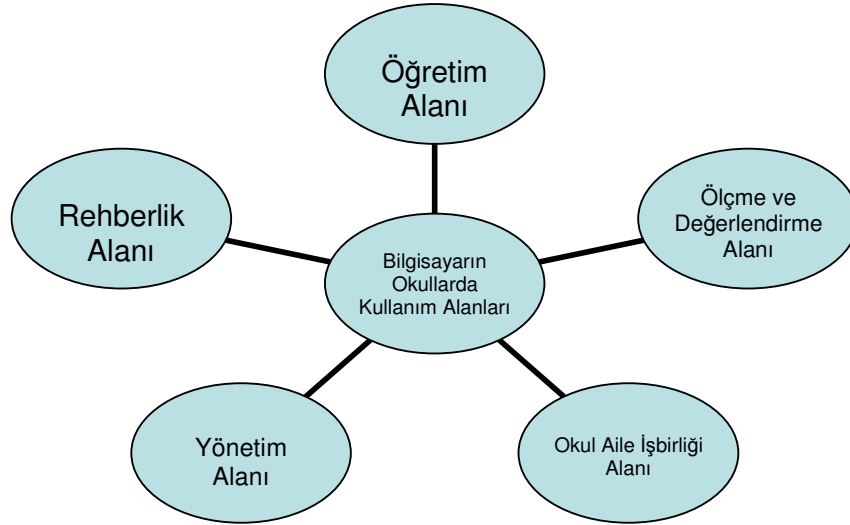 Öğretim
Alanı
Rehberlik
Alanı
Ölçme ve
Değerlendirme
Alanı
Bilgisayarın
Okullarda
Kullanım Alanları
Yönetim
Alanı
Okul Aile İşbirliği
Alanı